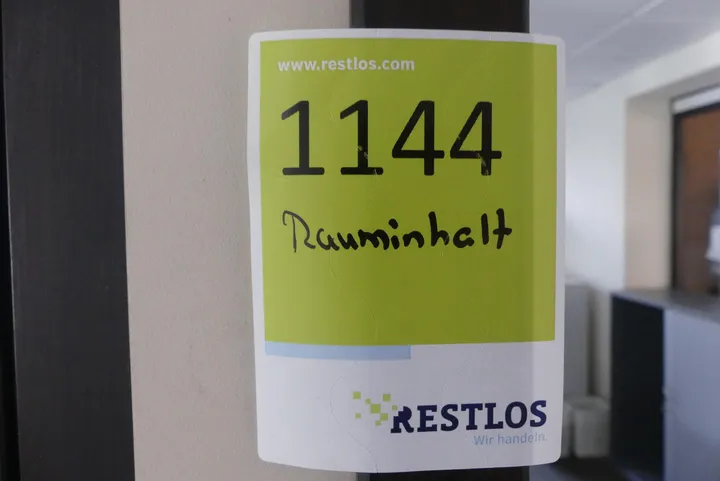 www.restlos.com
1144
Rauminhalt
RESTLOS
Wir handeln.